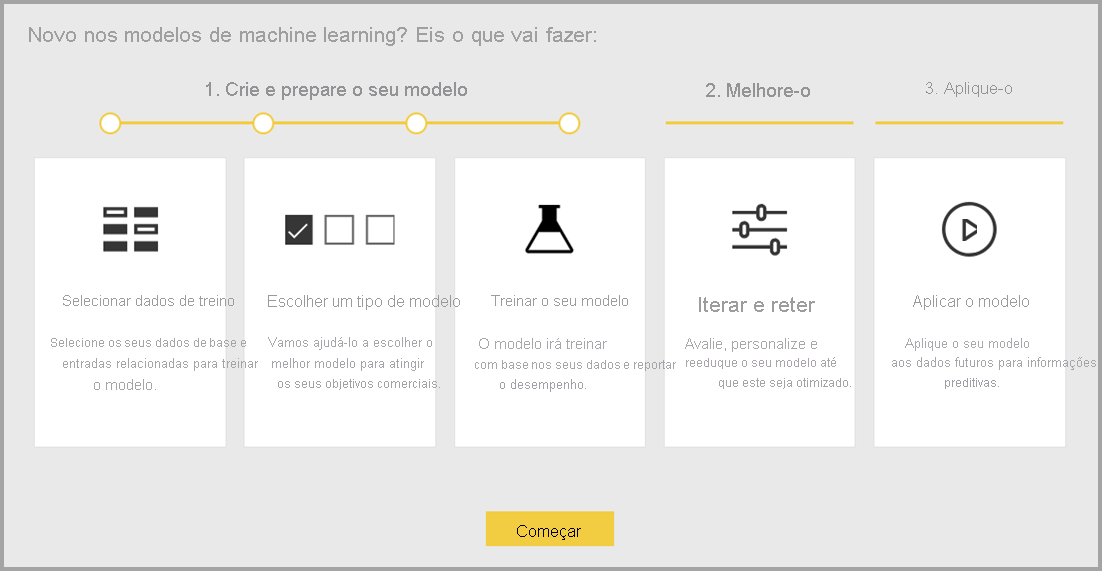 Novo nos modelos de machine learning? Eis o que vai fazer:
1. Crie e prepare o seu modelo
2. Melhore-o
3. Aplique-o
Selecionar dados de treino
Selecione os seus dados de base e
entradas relacionadas para treinar
o modelo.
Escolher um tipo de modelo
Vamos ajudá-lo a escolher o
melhor modelo para atingir
os seus objetivos comerciais.
Treinar o seu modelo
O modelo irá treinar
com base nos seus dados e reportar
o desempenho.
Iterar e reter
Avalie, personalize e
reeduque o seu modelo até
que este seja otimizado.
Aplicar o modelo
Aplique o seu modelo
aos dados futuros para informações
preditivas.
Começar